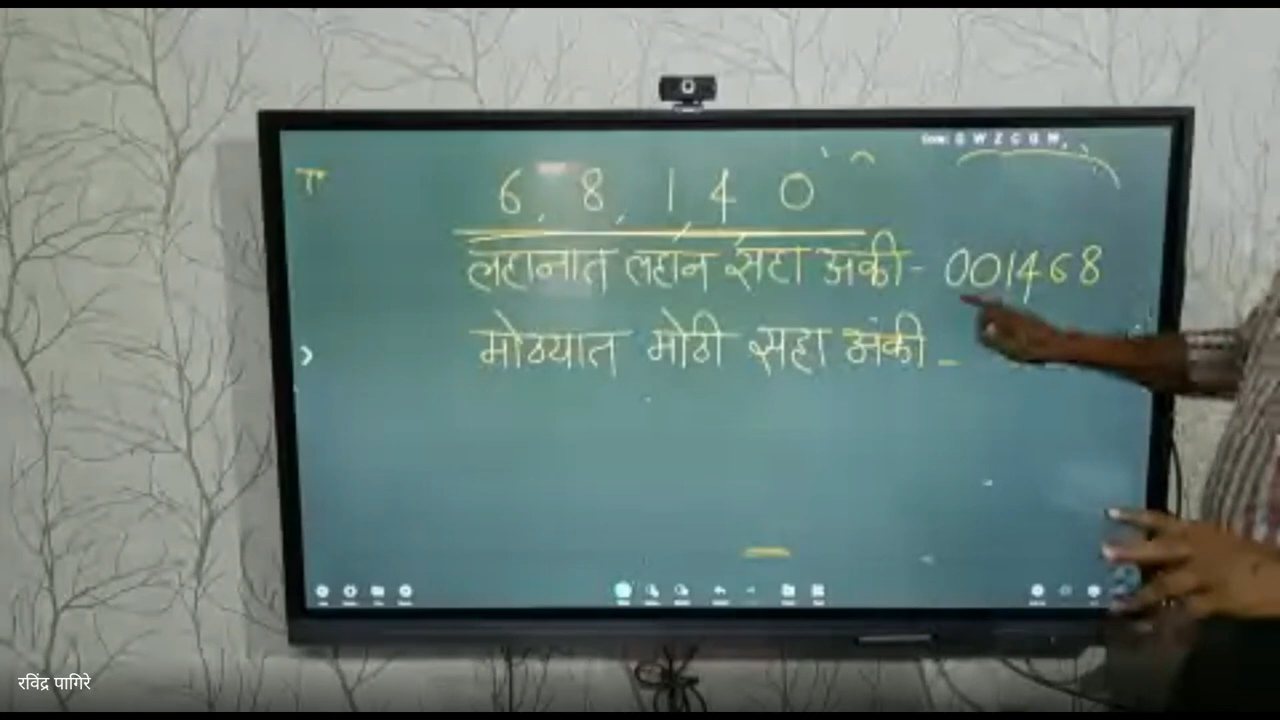 6, 8, 1 4 0
लहानात लहान सहा अंकी - 001468
मोठ्यात मोठी सहा अंकी -
रविंद्र पागिरे